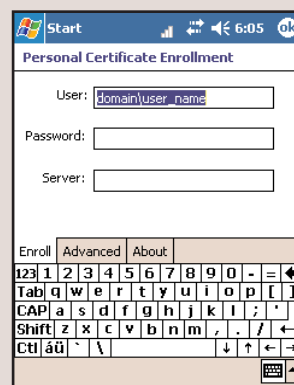 Start 6:05 ok
Personal Certificate Enrollment
User: domain\user_name
Password:
Server:
Enroll Advanced About
123 1 2 3 4 5 6 7 8 9 0 - =
Tab q w e r t y u i o p [ ]
CAP a s d f g h j k l ; '
Shift z x c v b n m , . /
Ctl áü ` \